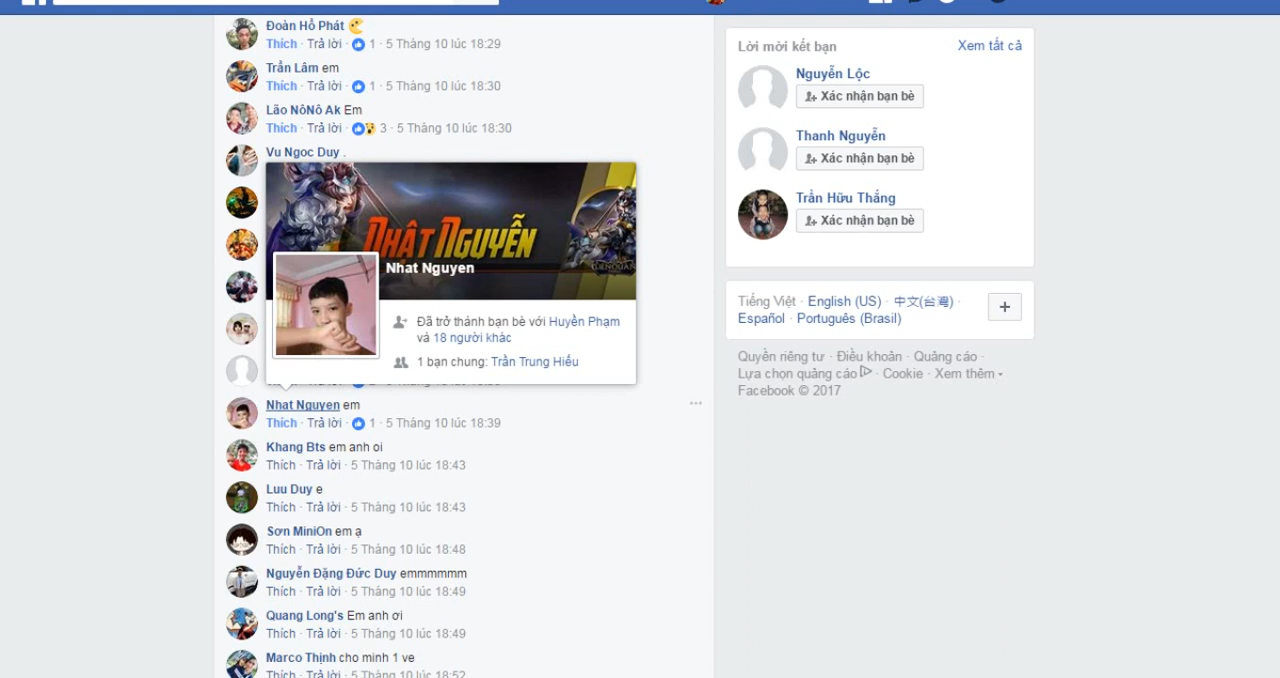 Đoàn Hồ Phát
Thích · Trả lời · 1 · 5 Tháng 10 lúc 18:29
Trần Lâm em
Thích · Trả lời · 1 · 5 Tháng 10 lúc 18:30
Lão NôNô Ak Em
Thích · Trả lời · 3 · 5 Tháng 10 lúc 18:30
Vu Ngoc Duy .
NHẬT NGUYỄN
Nhat Nguyen
Đã trở thành bạn bè với Huyền Phạm
và 18 người khác
1 bạn chung: Trần Trung Hiếu
Nhat Nguyen em
Thích · Trả lời · 1 · 5 Tháng 10 lúc 18:39
Khang Bts em anh oi
Thích · Trả lời · 5 Tháng 10 lúc 18:43
Luu Duy e
Thích · Trả lời · 5 Tháng 10 lúc 18:43
Sơn MiniOn em ạ
Thích · Trả lời · 5 Tháng 10 lúc 18:48
Nguyễn Đặng Đức Duy emmmmmm
Thích · Trả lời · 5 Tháng 10 lúc 18:49
Quang Long's Em anh ơi
Thích · Trả lời · 5 Tháng 10 lúc 18:49
Marco Thịnh cho minh 1 ve
Thích · Trả lời · 5 Tháng 10 lúc 18:52
Lời mời kết bạn
Xem tất cả
Nguyễn Lộc
Xác nhận bạn bè
Thanh Nguyễn
Xác nhận bạn bè
Trần Hữu Thắng
Xác nhận bạn bè
Tiếng Việt · English (US) · 中文(台灣) ·
Español · Português (Brasil)
Quyền riêng tư · Điều khoản · Quảng cáo ·
Lựa chọn quảng cáo · Cookie · Xem thêm
Facebook © 2017